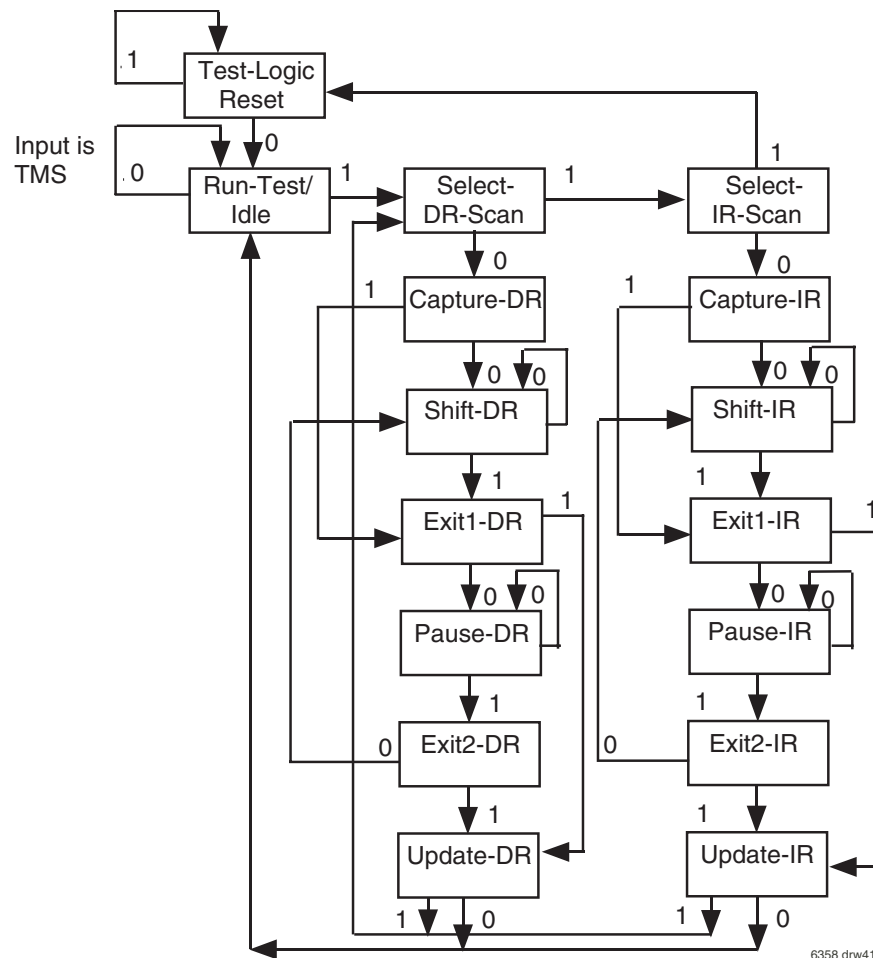 1
Test-Logic
Reset
0
1
Input is
TMS
0
Run-Test/
Idle
1
Select-
DR-Scan
1
Select-
IR-Scan
0
0
1
Capture-DR
1
Capture-IR
0
0
0
0
Shift-DR
Shift-IR
1
1
Exit1-DR
1
Exit1-IR
1
0
0
0
0
Pause-DR
Pause-IR
1
1
0
Exit2-DR
0
Exit2-IR
1
1
Update-DR
Update-IR
1
0
1
0
6358 drw41